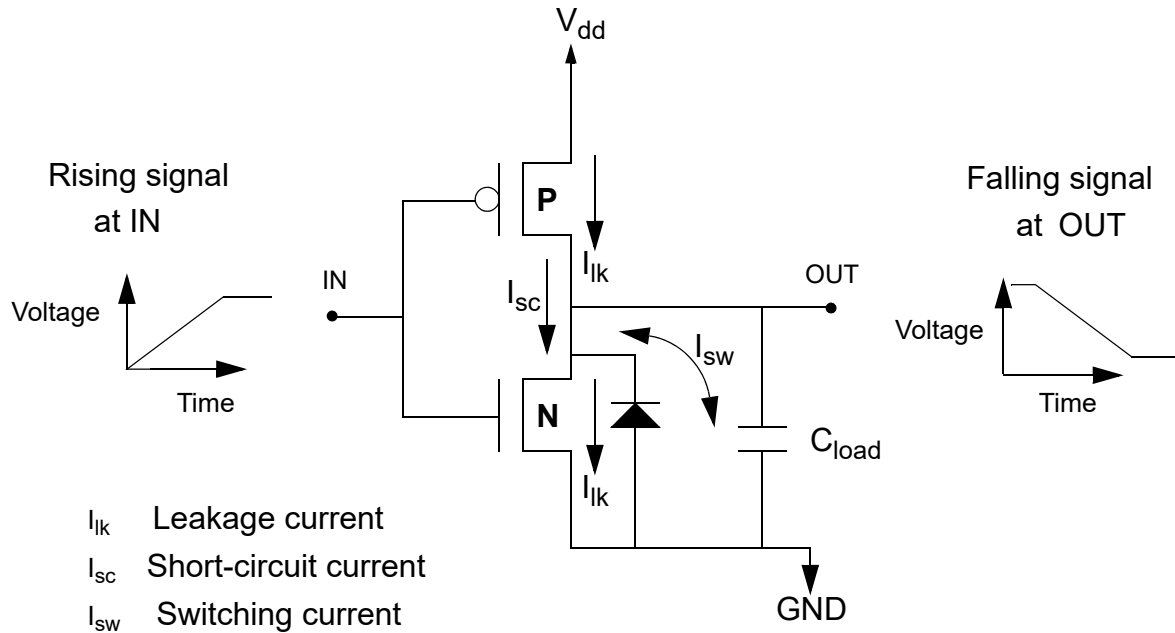 Vdd
Rising signal
at IN
Voltage
Time
IN
P
Ilk
Isc
OUT
Isw
N
Ilk
Cload
GND
Falling signal
at OUT
Voltage
Time
Ilk Leakage current
Isc Short-circuit current
Isw Switching current